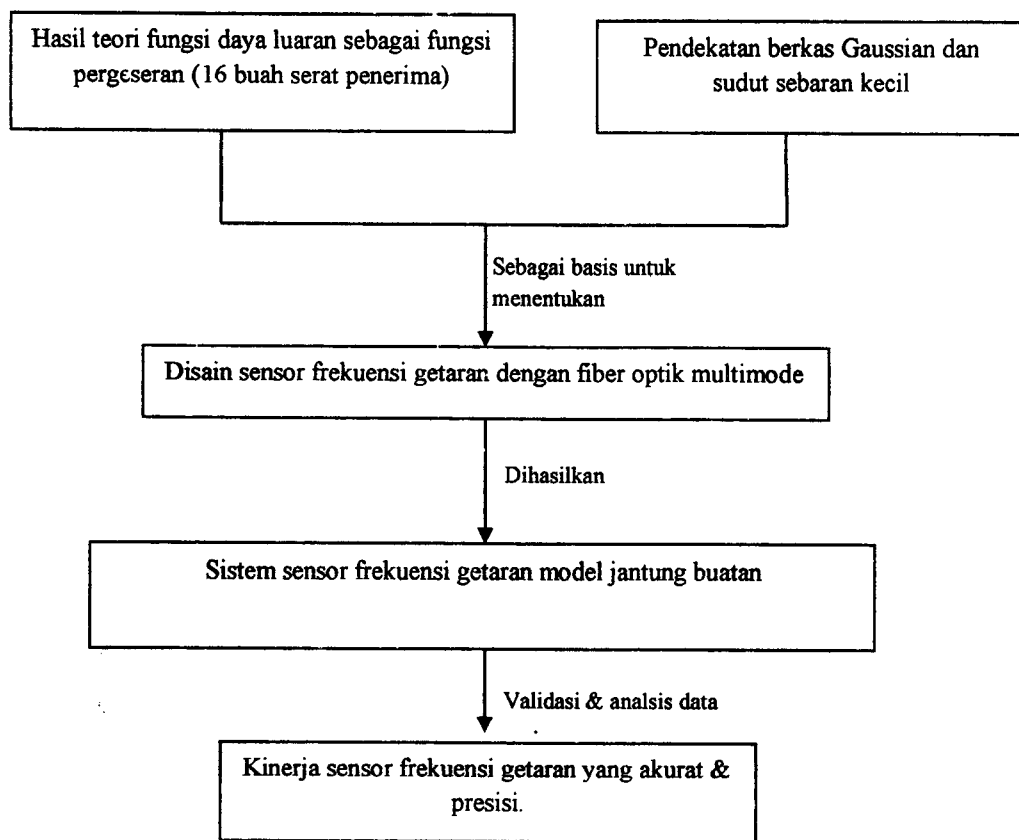 Hasil teori fungsi daya luaran sebagai fungsi
pergeseran (16 buah serat penerima)
Pendekatan berkas Gaussian dan
sudut sebaran kecil
Sebagai basis untuk
menentukan
Disain sensor frekuensi getaran dengan fiber optik multimode
Dihasilkan
Sistem sensor frekuensi getaran model jantung buatan
Validasi & analsis data
Kinerja sensor frekuensi getaran yang akurat &
presisi.